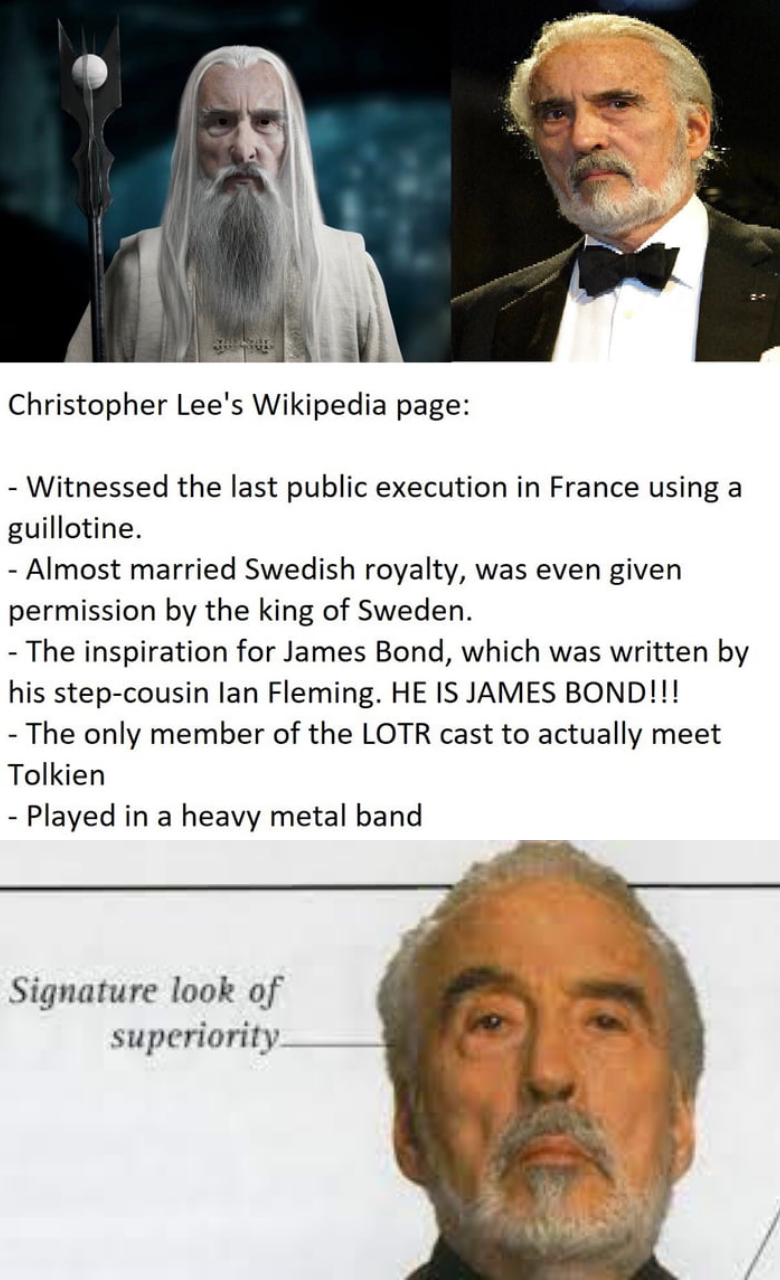 Christopher Lee's Wikipedia page:
- Witnessed the last public execution in France using a
guillotine.
- Almost married Swedish royalty, was even given
permission by the king of Sweden.
- The inspiration for James Bond, which was written by
his step-cousin Ian Fleming. HE IS JAMES BOND!!!
- The only member of the LOTR cast to actually meet
Tolkien
- Played in a heavy metal band
Signature look of
superiority